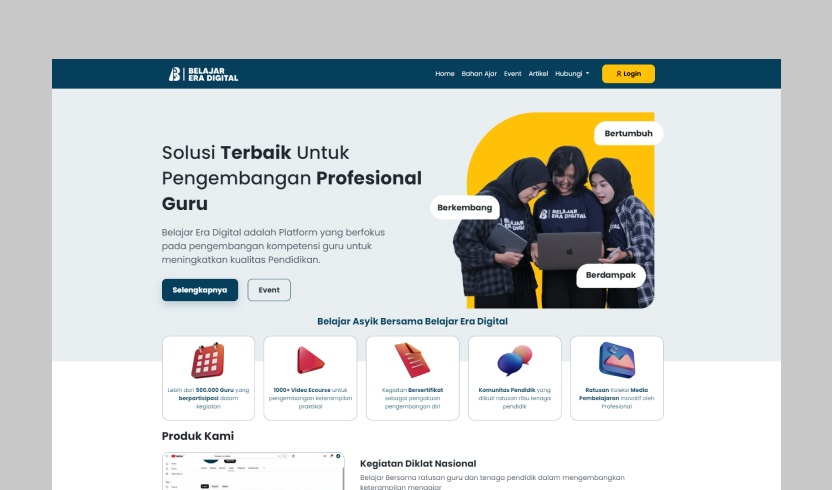 BELAJAR
ERA DIGITAL
Home Bahan Ajar Event Artikel Hubungi Login
Bertumbuh
Solusi Terbaik Untuk
Pengembangan Profesional
Guru
Berkembang
BELAJAR
Belajar Era Digital adalah Platform yang berfokus
pada pengembangan kompetensi guru untuk
meningkatkan kualitas Pendidikan.
Berdampak
Selengkapnya Event
Belajar Asyik Bersama Belajar Era Digital
Lebih dari 500.000 Guru yang
berpartisipasi dalam
kegiatan
1000+ Video Ecourse untuk
pengembangan keterampilan
praktikal
Kegiatan Bersertifikat
sebagai pengakuan
pengembangan diri
Komunitas Pendidik yang
diikuti ratusan ribu tenaga
pendidik
Ratusan Koleksi Media
Pembelajaran Inovatif oleh
Profesional
Produk Kami
Kegiatan Diklat Nasional
Belajar Bersama ratusan guru dan tenaga pendidik dalam mengembangkan
keterampilan mengajar